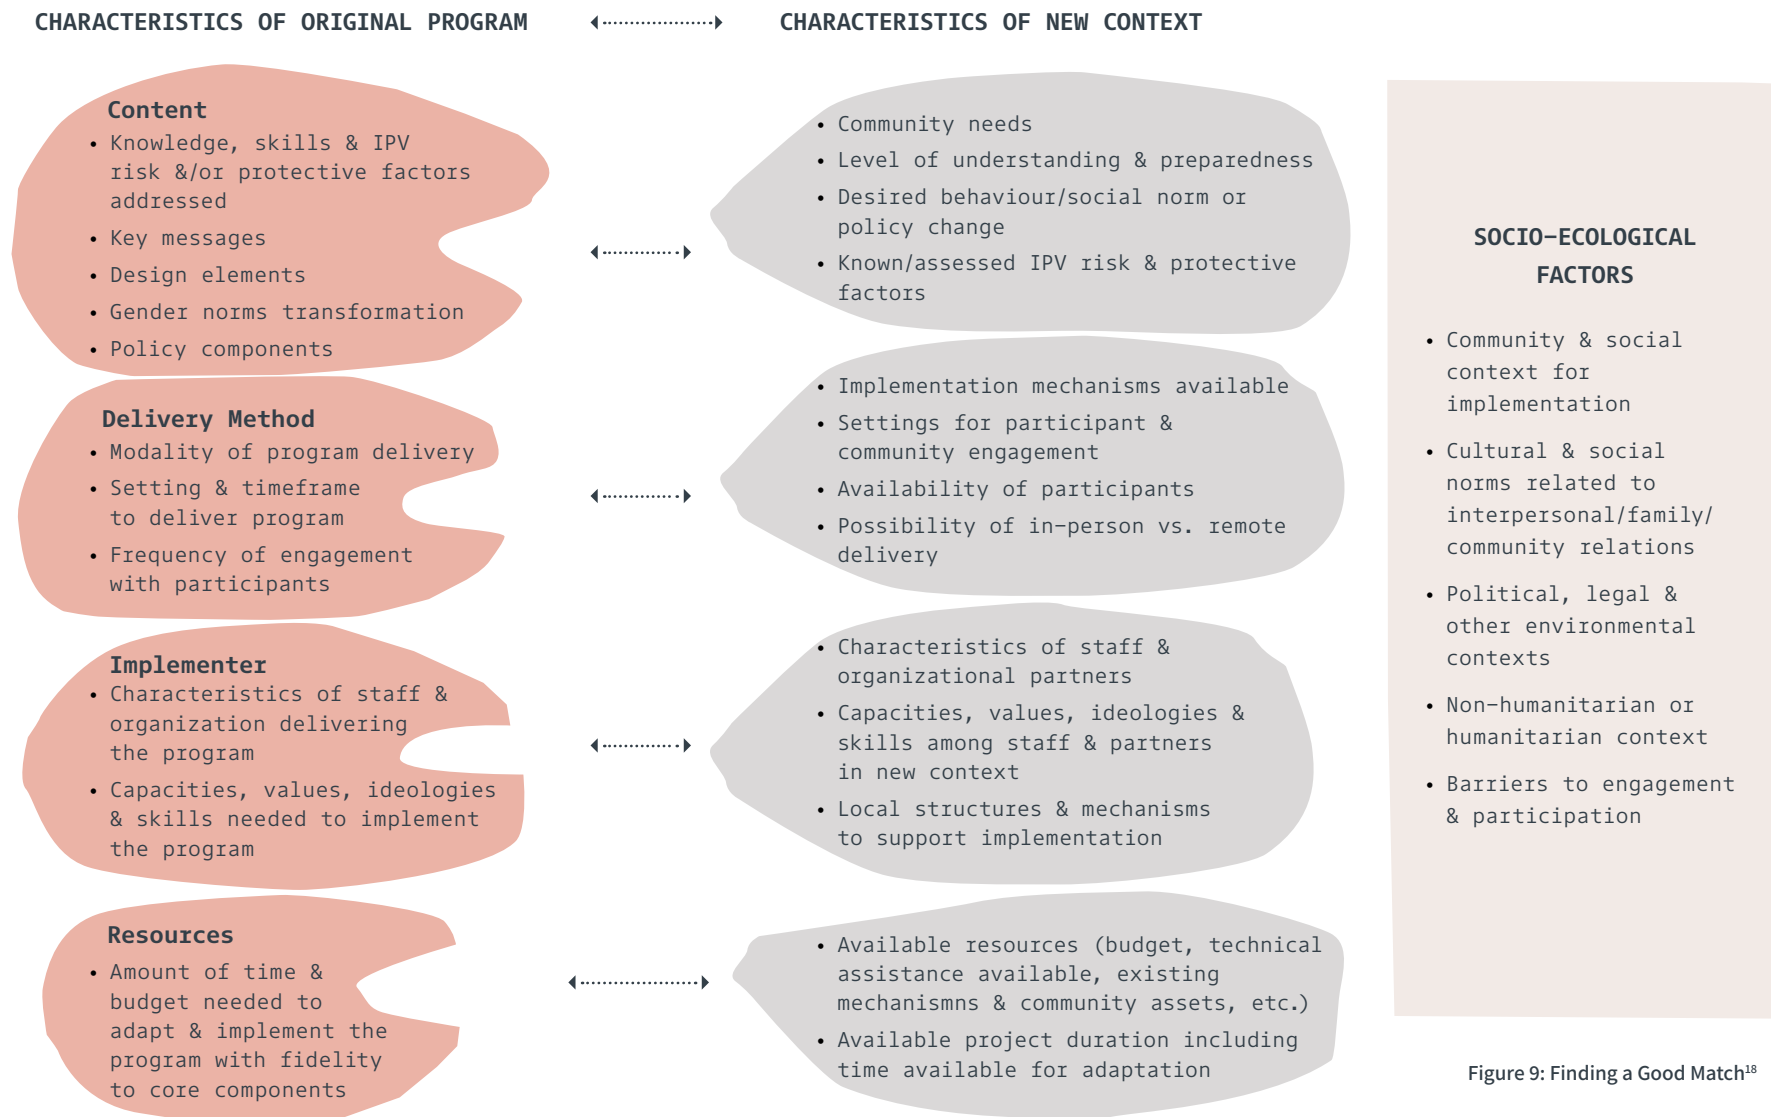 CHARACTERISTICS OF ORIGINAL PROGRAM
CHARACTERISTICS OF NEW CONTEXT
Content
• Knowledge, skills & IPV
risk &/or protective factors
addressed
• Key messages
• Design elements
• Gender norms transformation
• Policy components
• Community needs
• Level of understanding & preparedness
• Desired behaviour/social norm or
policy change
• Known/assessed IPV risk & protective
factors
Delivery Method
• Modality of program delivery
• Setting & timeframe
to deliver program
• Frequency of engagement
with participants
• Implementation mechanisms available
• Settings for participant &
community engagement
• Availability of participants
• Possibility of in-person vs. remote
delivery
Implementer
• Characteristics of staff &
organization delivering
the program
• Capacities, values, ideologies
& skills needed to implement
the program
• Characteristics of staff &
organizational partners
• Capacities, values, ideologies &
skills among staff & partners
in new context
• Local structures & mechanisms
to support implementation
Resources
• Amount of time &
budget needed to
adapt & implement the
program with fidelity
to core components
• Available resources (budget, technical
assistance available, existing
mechanismns & community assets, etc.)
• Available project duration including
time available for adaptation
SOCIO-ECOLOGICAL
FACTORS
• Community & social
context for
implementation
• Cultural & social
norms related to
interpersonal/family/
community relations
• Political, legal &
other environmental
contexts
• Non-humanitarian or
humanitarian context
• Barriers to engagement
& participation
Figure 9: Finding a Good Match¹⁸